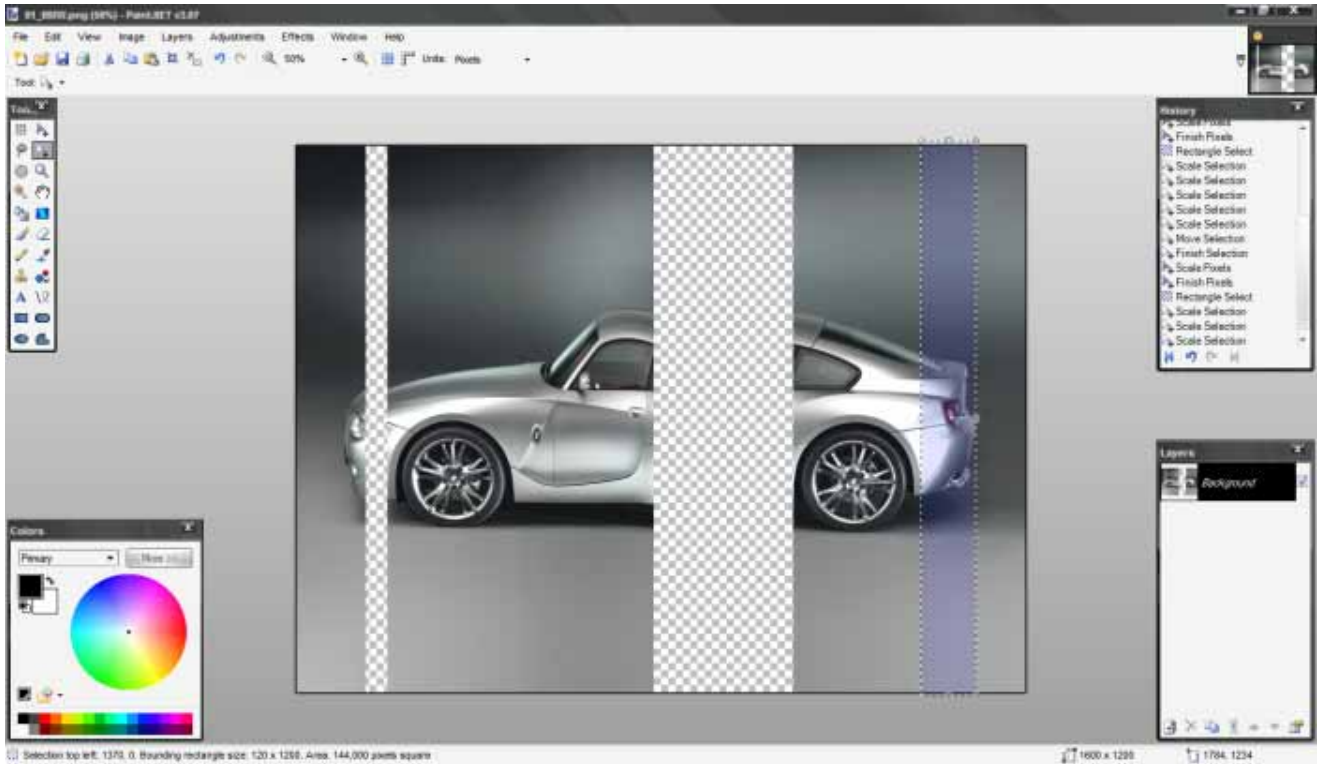 File Edit View Image Layers Adjustments Effects Window Help
50% Units: Pixels
Tool:
History
Scale Pixels
Finish Pixels
Rectangle Select
Scale Selection
Scale Selection
Scale Selection
Scale Selection
Scale Selection
Move Selection
Finish Selection
Scale Pixels
Finish Pixels
Rectangle Select
Scale Selection
Scale Selection
Scale Selection
Layers
Background
Colors
Primary
Selection top left: 1370, 0. Bounding rectangle size: 120 x 1200. Area: 144,000 pixels square
1600 x 1200
1784, 1234